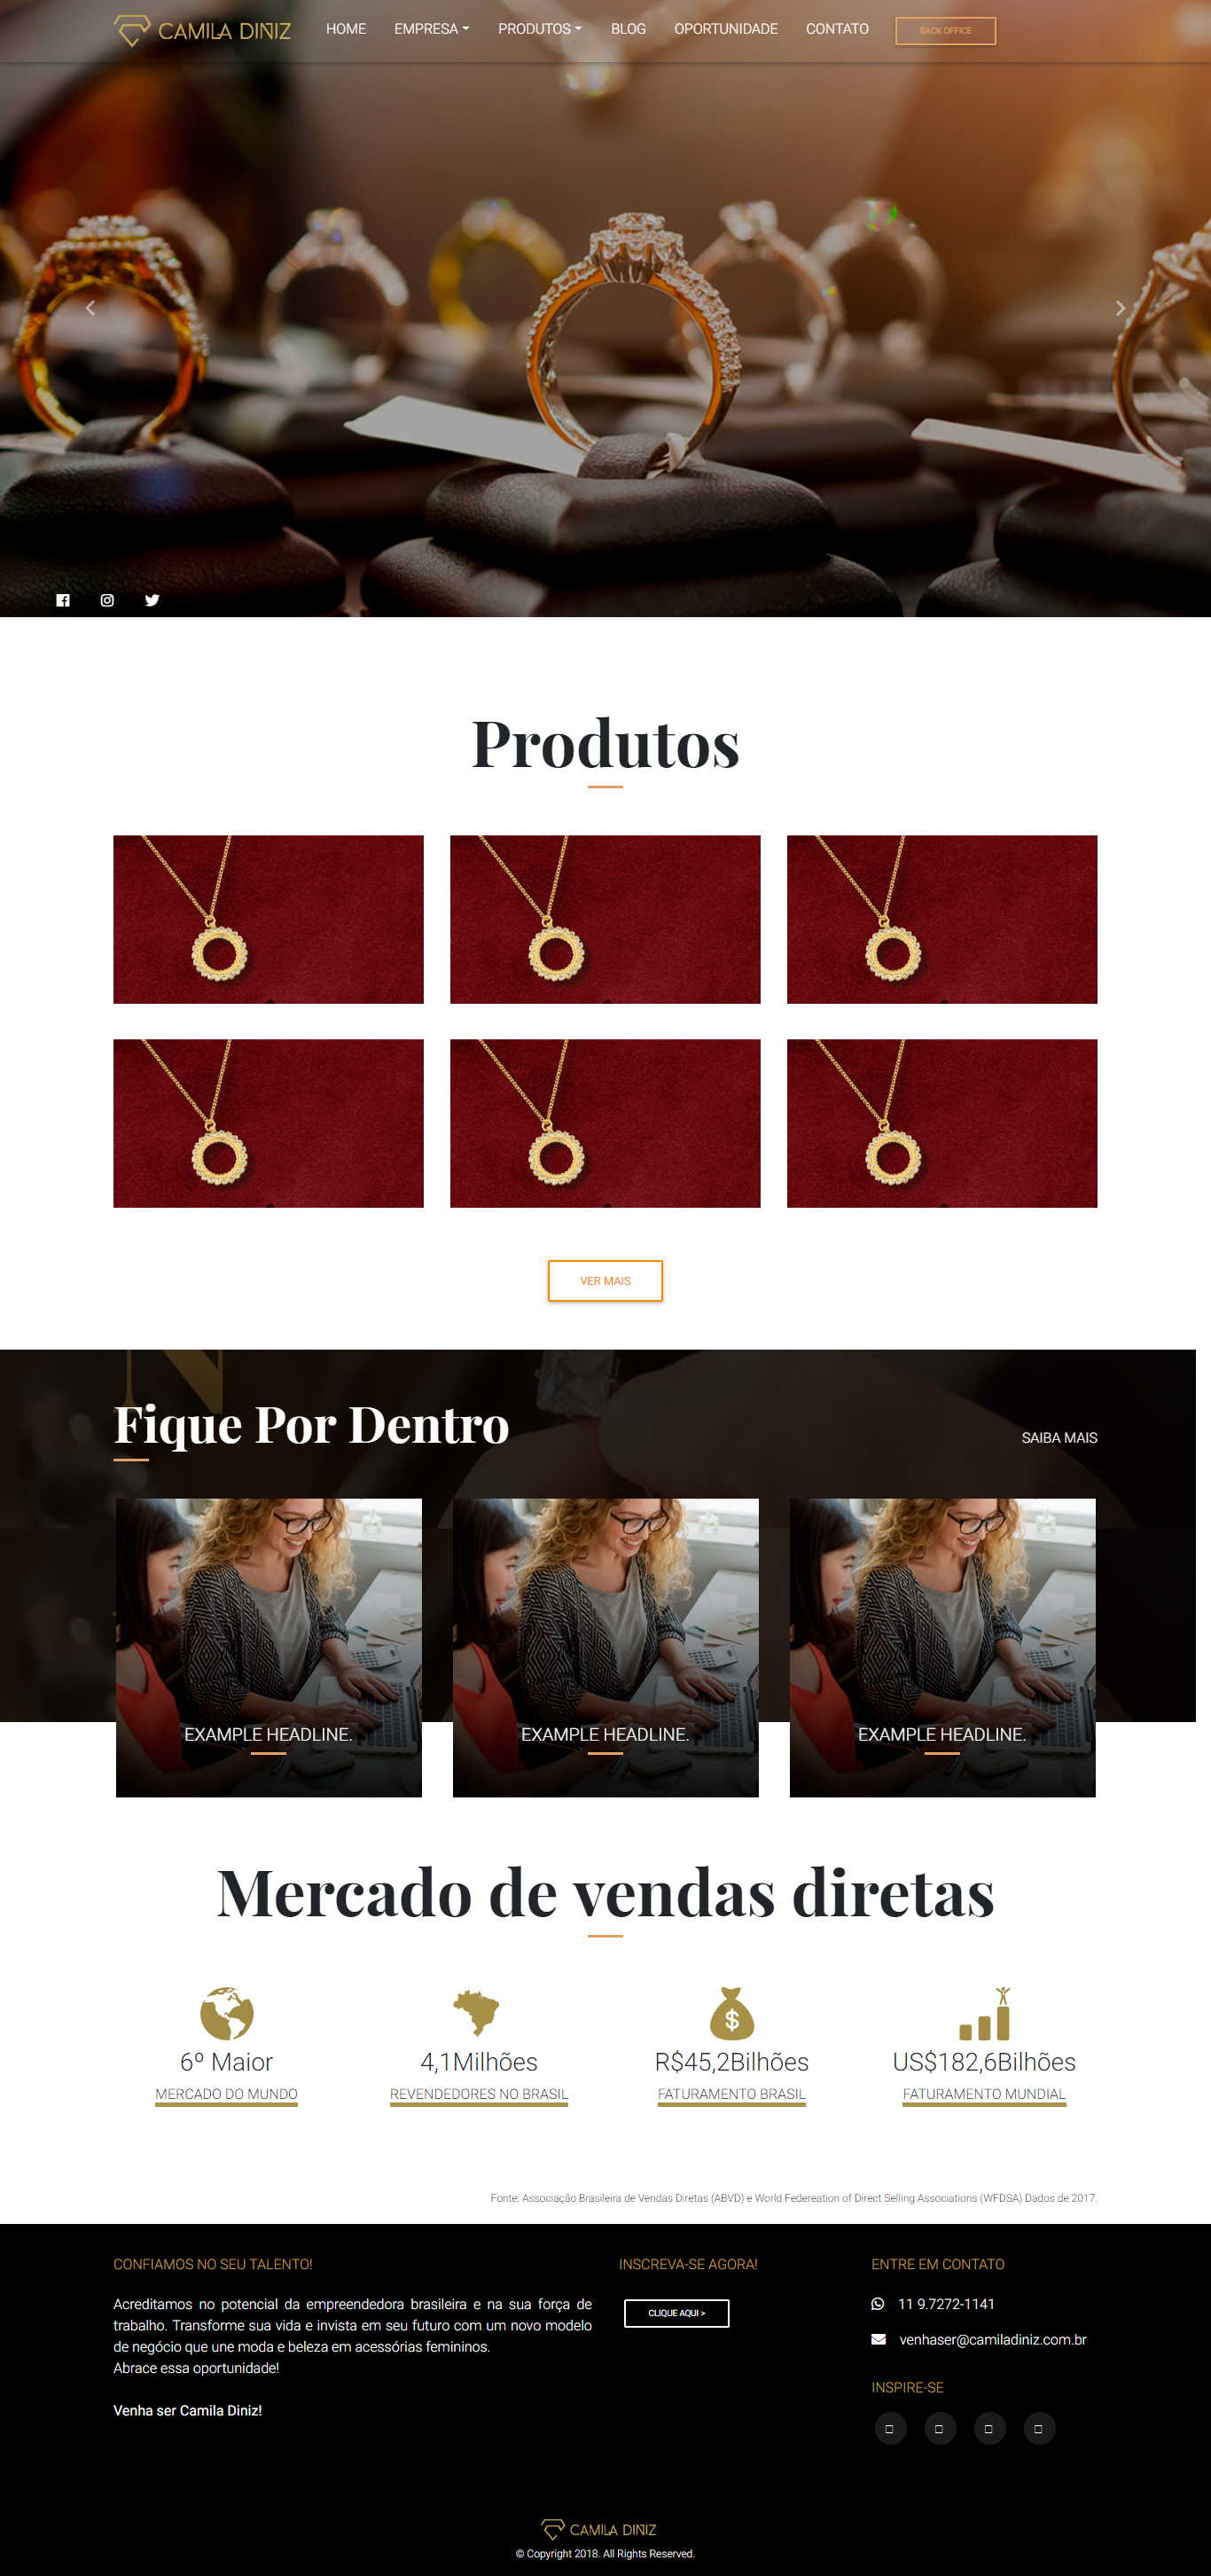 CAMILA DINIZ
HOME
EMPRESA
PRODUTOS
BLOG
OPORTUNIDADE
CONTATO
BACK OFFICE
Produtos
VER MAIS
N
Fique Por Dentro
SAIBA MAIS
EXAMPLE HEADLINE.
EXAMPLE HEADLINE.
EXAMPLE HEADLINE.
Mercado de vendas diretas
$
6º Maior
MERCADO DO MUNDO
4,1Milhões
REVENDEDORES NO BRASIL
R$45,2Bilhões
FATURAMENTO BRASIL
US$182,6Bilhões
FATURAMENTO MUNDIAL
Fonte: Associação Brasileira de Vendas Diretas (ABVD) e World Federeation of Direct Selling Associations (WFDSA) Dados de 2017.
CONFIAMOS NO SEU TALENTO!
Acreditamos no potencial da empreendedora brasileira e na sua força de
trabalho. Transforme sua vida e invista em seu futuro com um novo modelo
de negócio que une moda e beleza em acessórias femininos.
Abrace essa oportunidade!
Venha ser Camila Diniz!
INSCREVA-SE AGORA!
CLIQUE AQUI >
ENTRE EM CONTATO
11 9.7272-1141
venhaser@camiladiniz.com.br
INSPIRE-SE
CAMILA DINIZ
© Copyright 2018. All Rights Reserved.